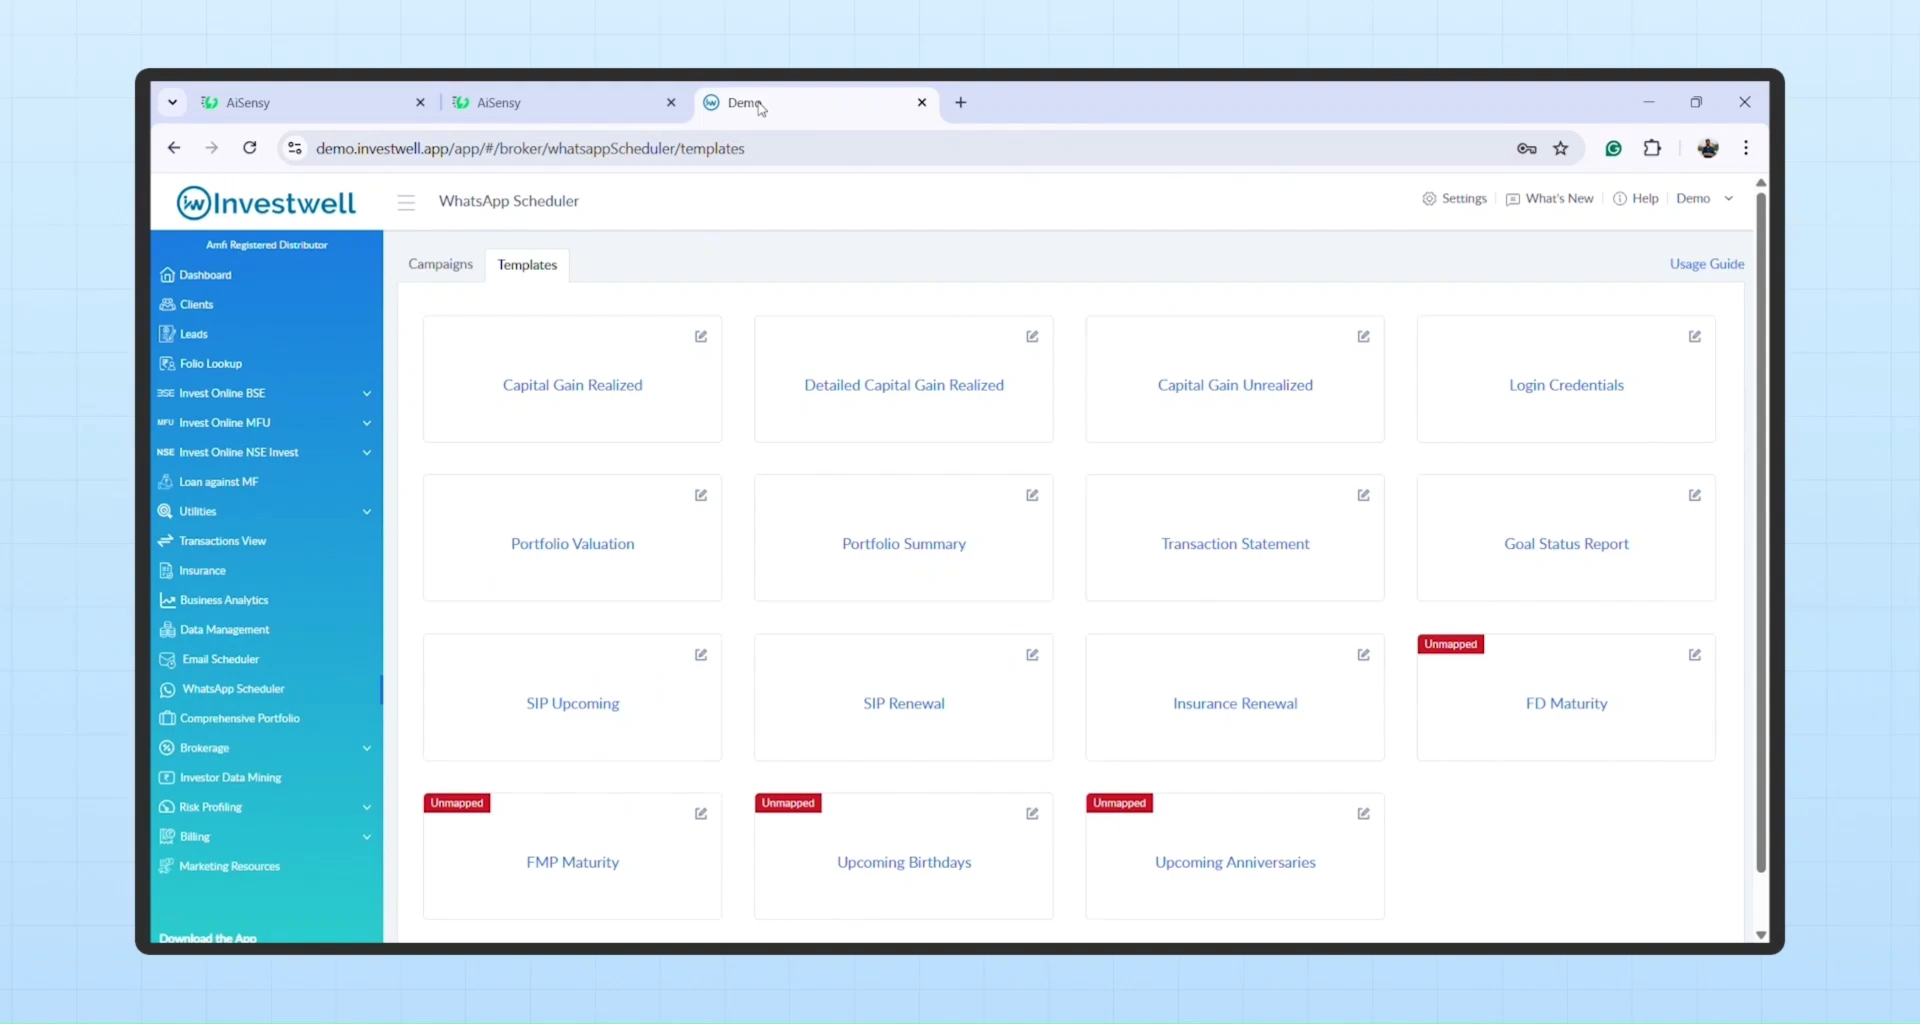 AiSensy
AiSensy
Demo
demo.investwell.app/app/#/broker/whatsappScheduler/templates
Investwell
WhatsApp Scheduler
Settings
What's New
Help
Demo
Amfi Registered Distributor
Dashboard
Clients
Leads
Folio Lookup
BSE Invest Online BSE
MFU Invest Online MFU
NSE Invest Online NSE Invest
Loan against MF
Utilities
Transactions View
Insurance
Business Analytics
Data Management
Email Scheduler
WhatsApp Scheduler
Comprehensive Portfolio
Brokerage
Investor Data Mining
Risk Profiling
Billing
Marketing Resources
Download the App
Campaigns
Templates
Usage Guide
Capital Gain Realized
Detailed Capital Gain Realized
Capital Gain Unrealized
Login Credentials
Portfolio Valuation
Portfolio Summary
Transaction Statement
Goal Status Report
SIP Upcoming
SIP Renewal
Insurance Renewal
Unmapped
FD Maturity
Unmapped
FMP Maturity
Unmapped
Upcoming Birthdays
Unmapped
Upcoming Anniversaries